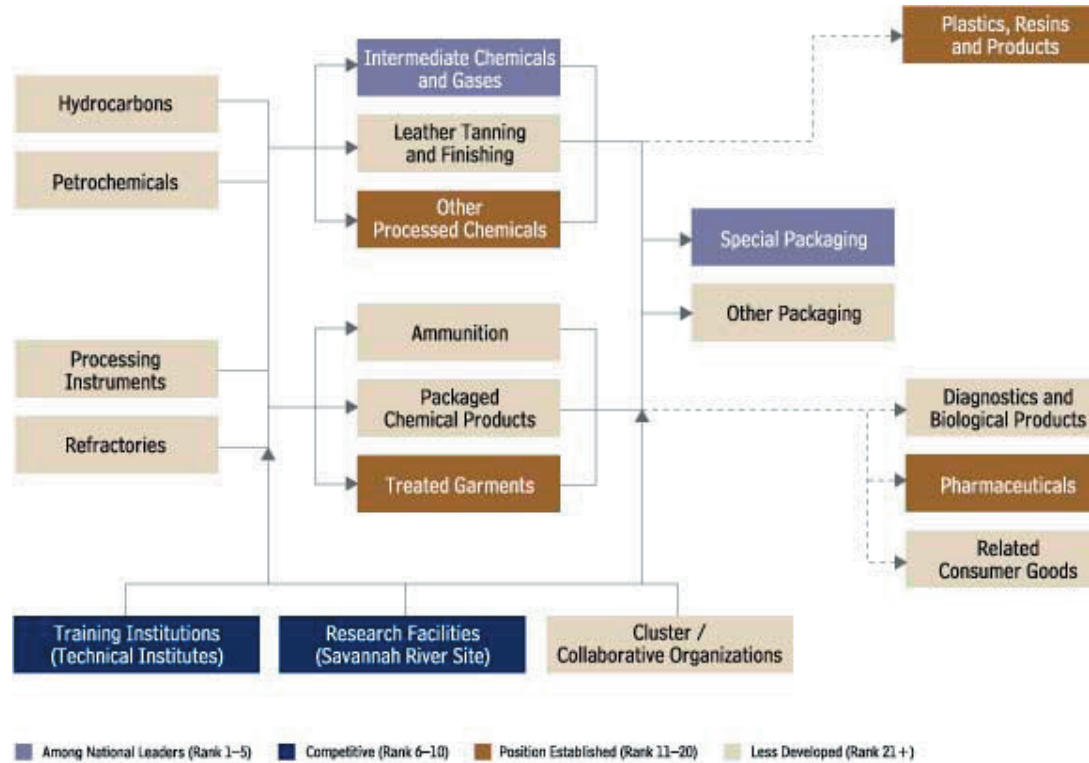 Plastics, Resins
and Products
Intermediate Chemicals
and Gases
Hydrocarbons
Leather Tanning
and Finishing
Petrochemicals
Other
Processed Chemicals
Special Packaging
Other Packaging
Ammunition
Processing
Instruments
Packaged
Chemical Products
Diagnostics and
Biological Products
Refractories
Treated Garments
Pharmaceuticals
Related
Consumer Goods
Training Institutions
(Technical Institutes)
Research Facilities
(Savannah River Site)
Cluster /
Collaborative Organizations
Among National Leaders (Rank 1–5)
Competitive (Rank 6–10)
Position Established (Rank 11–20)
Less Developed (Rank 21+)